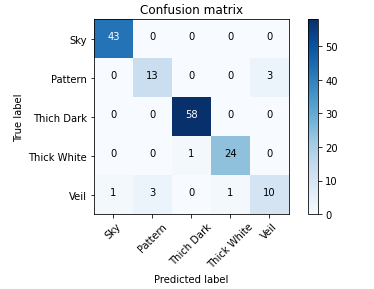 Confusion matrix
True label
Sky 43 0 0 0 0
Pattern 0 13 0 0 3
Thich Dark 0 0 58 0 0
Thick White 0 0 1 24 0
Veil 1 3 0 1 10
Sky Pattern Thich Dark Thick White Veil
Predicted label
50
40
30
20
10
0